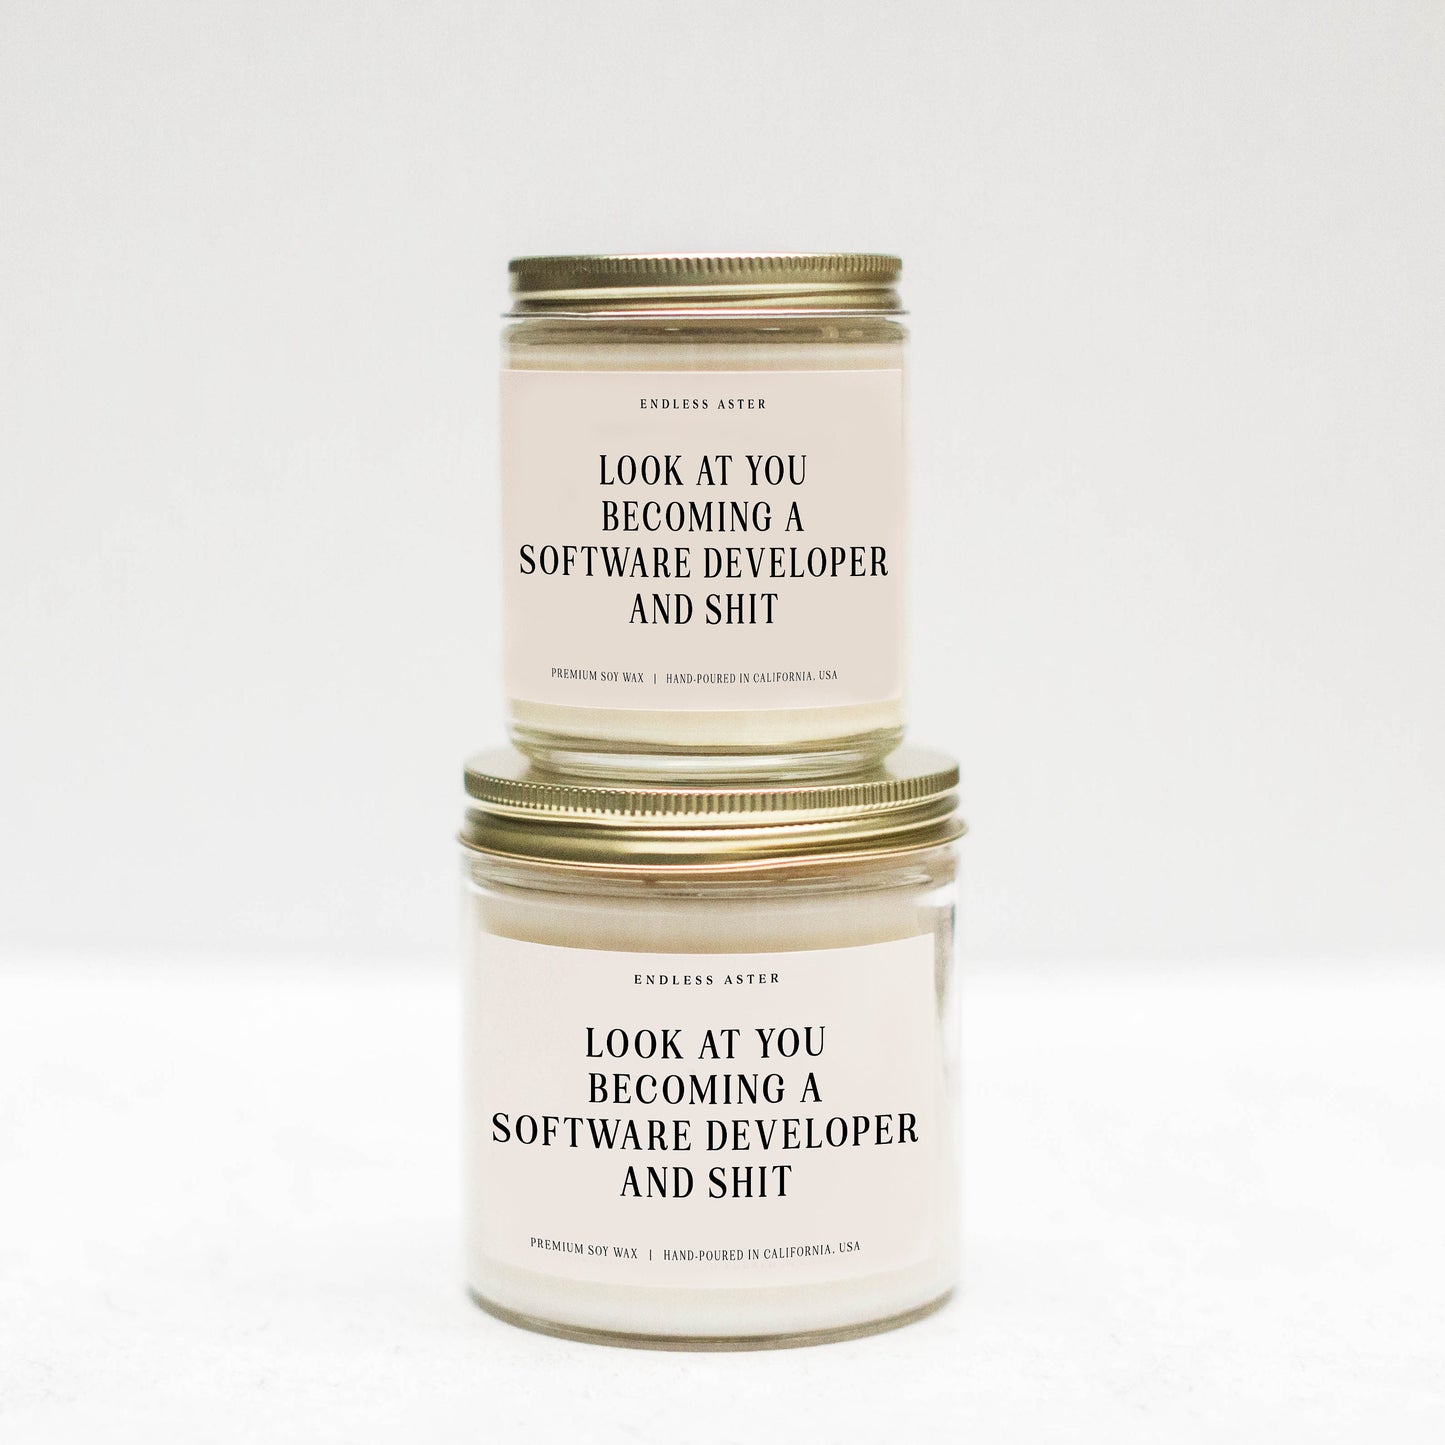 ENDLESS ASTER
LOOK AT YOU
BECOMING A
SOFTWARE DEVELOPER
AND SHIT
PREMIUM SOY WAX | HAND-POURED IN CALIFORNIA, USA
ENDLESS ASTER
LOOK AT YOU
BECOMING A
SOFTWARE DEVELOPER
AND SHIT
PREMIUM SOY WAX | HAND-POURED IN CALIFORNIA, USA